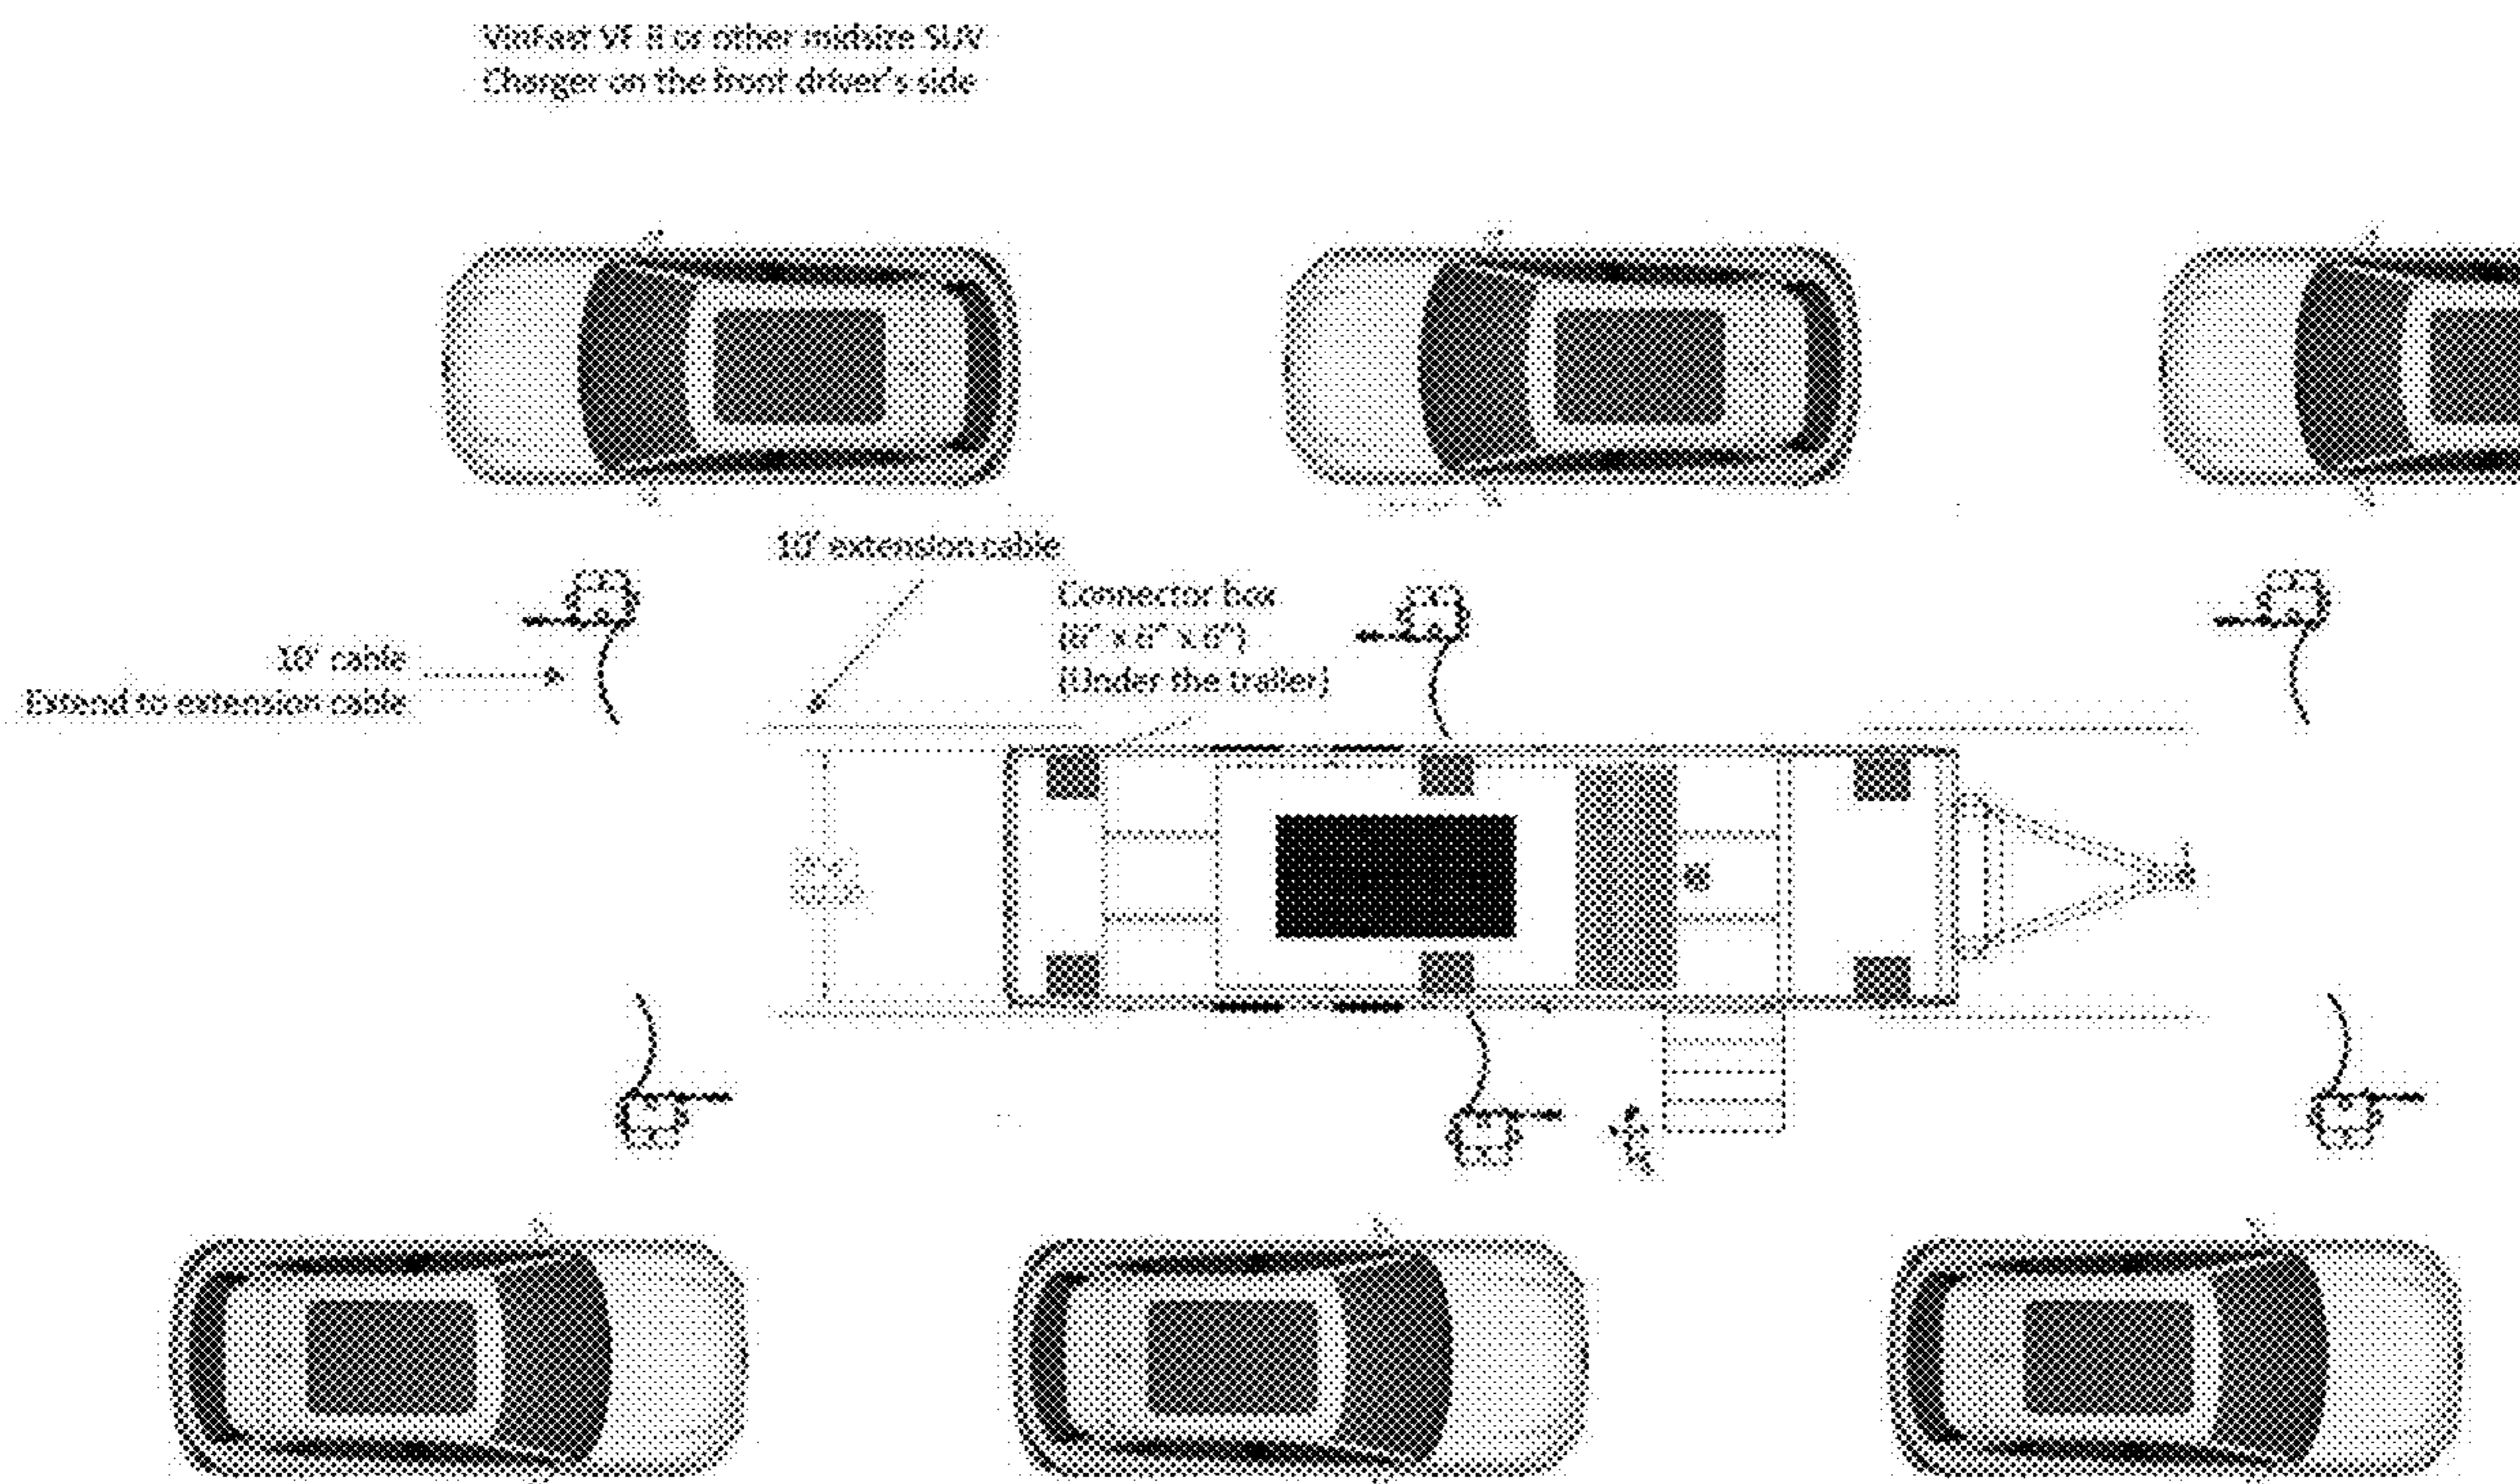 VinFast VF 8 or other midsize SUV
Charger on the front driver's side
10' extension cable
Connector box
(8" x 8" x 6")
(Under the trailer)
10' cable
Extend to extension cable